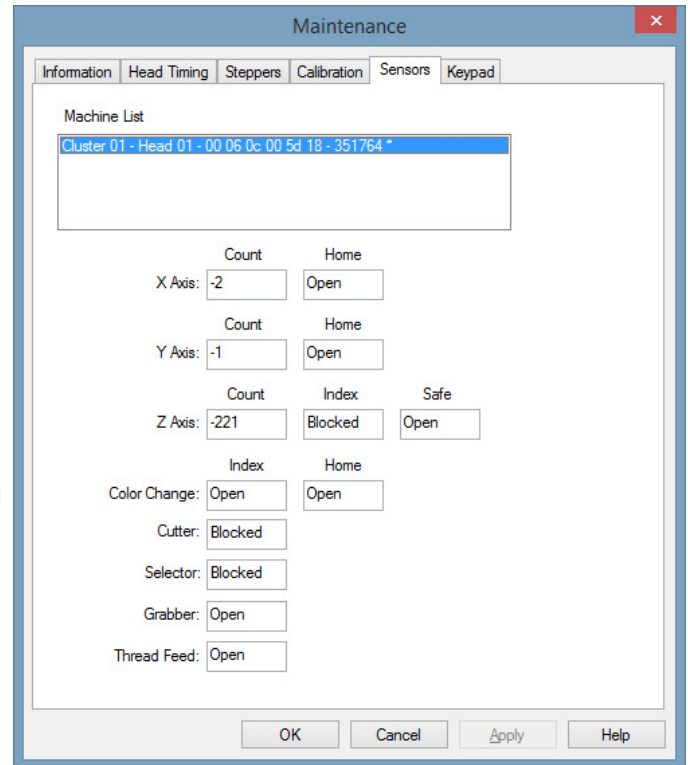 Maintenance
Information Head Timing Steppers Calibration Sensors Keypad
Machine List
Cluster 01 - Head 01 - 00 06 0c 00 5d 18 - 351764 *
Count Home
X Axis: -2 Open
Count Home
Y Axis: -1 Open
Count Index Safe
Z Axis: -221 Blocked Open
Index Home
Color Change: Open Open
Cutter: Blocked
Selector: Blocked
Grabber: Open
Thread Feed: Open
OK Cancel Apply Help